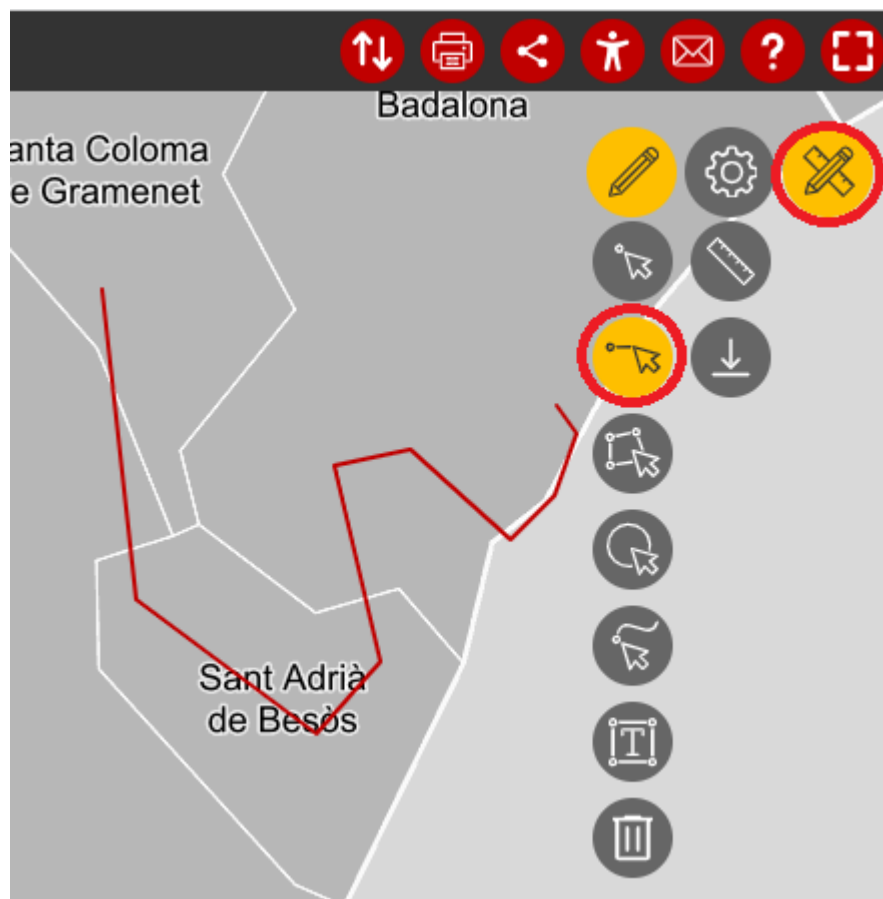 Badalona
anta Coloma
e Gramenet
Sant Adrià
de Besòs
?
T